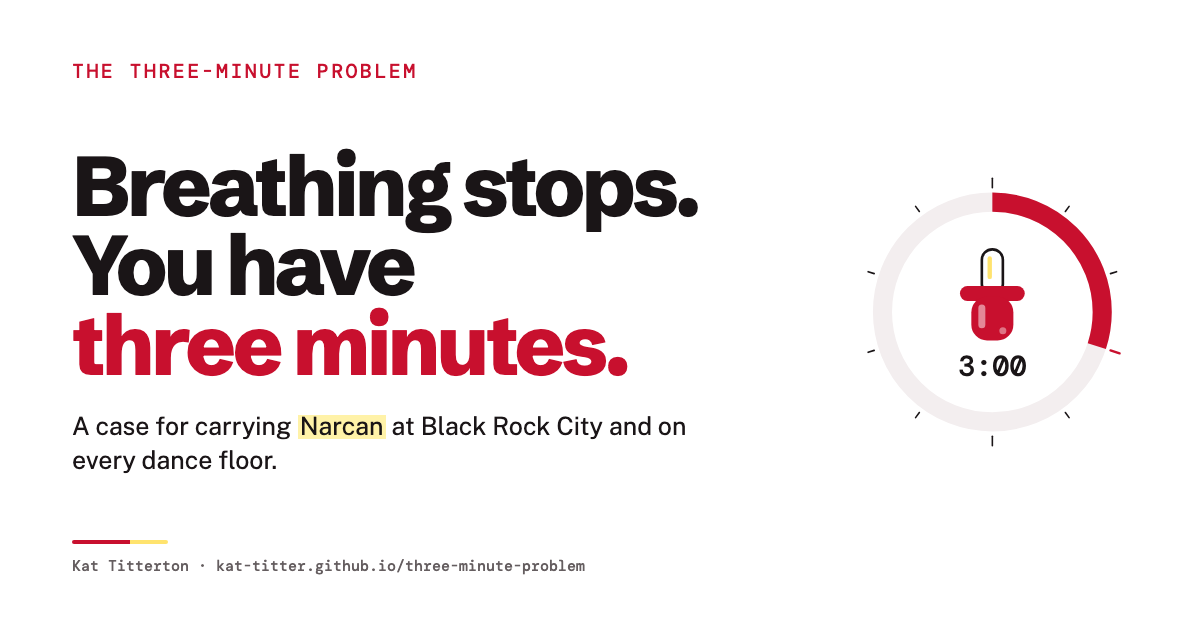 THE THREE-MINUTE PROBLEM
Breathing stops.
You have
three minutes.
A case for carrying Narcan at Black Rock City and on
every dance floor.
3:00
Kat Titterton · kat-titter.github.io/three-minute-problem